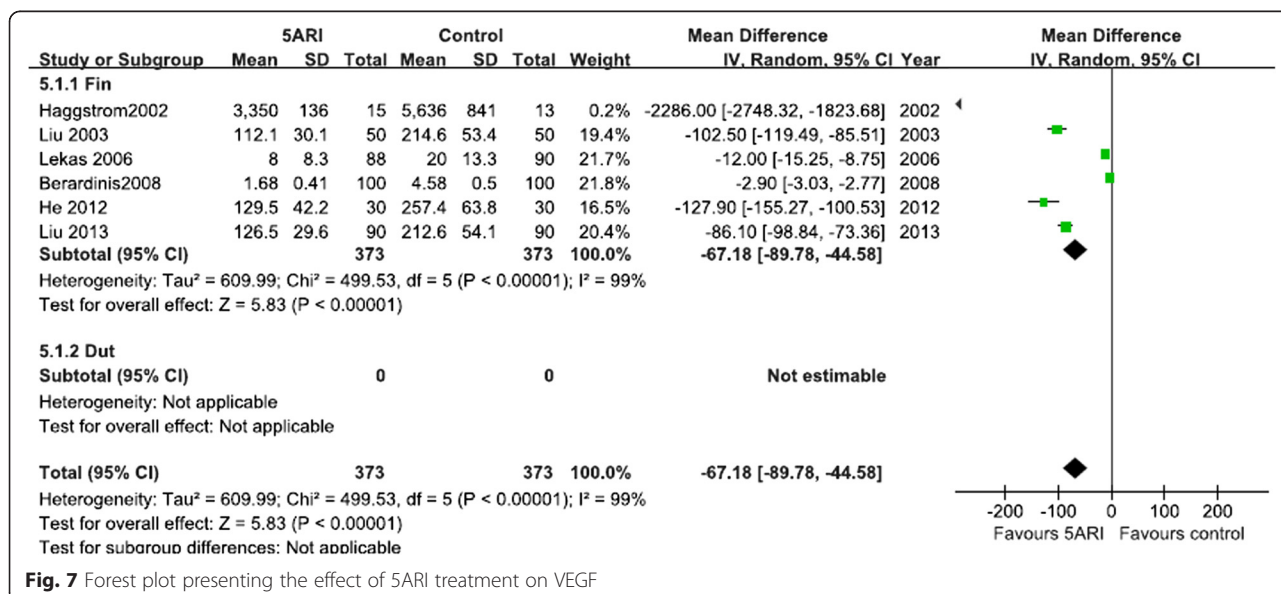 5ARI Control Mean Difference Mean Difference
Study or Subgroup Mean SD Total Mean SD Total Weight IV, Random, 95% CI Year IV, Random, 95% CI
5.1.1 Fin
Haggstrom2002 3,350 136 15 5,636 841 13 0.2% -2286.00 [-2748.32, -1823.68] 2002
Liu 2003 112.1 30.1 50 214.6 53.4 50 19.4% -102.50 [-119.49, -85.51] 2003
Lekas 2006 8 8.3 88 20 13.3 90 21.7% -12.00 [-15.25, -8.75] 2006
Berardinis2008 1.68 0.41 100 4.58 0.5 100 21.8% -2.90 [-3.03, -2.77] 2008
He 2012 129.5 42.2 30 257.4 63.8 30 16.5% -127.90 [-155.27, -100.53] 2012
Liu 2013 126.5 29.6 90 212.6 54.1 90 20.4% -86.10 [-98.84, -73.36] 2013
Subtotal (95% CI) 373 373 100.0% -67.18 [-89.78, -44.58]
Heterogeneity: Tau² = 609.99; Chi² = 499.53, df = 5 (P < 0.00001); I² = 99%
Test for overall effect: Z = 5.83 (P < 0.00001)
5.1.2 Dut
Subtotal (95% CI) 0 0 Not estimable
Heterogeneity: Not applicable
Test for overall effect: Not applicable
Total (95% CI) 373 373 100.0% -67.18 [-89.78, -44.58]
Heterogeneity: Tau² = 609.99; Chi² = 499.53, df = 5 (P < 0.00001); I² = 99%
Test for overall effect: Z = 5.83 (P < 0.00001)
Test for subgroup differences: Not applicable
-200 -100 0 100 200
Favours 5ARI Favours control
Fig. 7 Forest plot presenting the effect of 5ARI treatment on VEGF